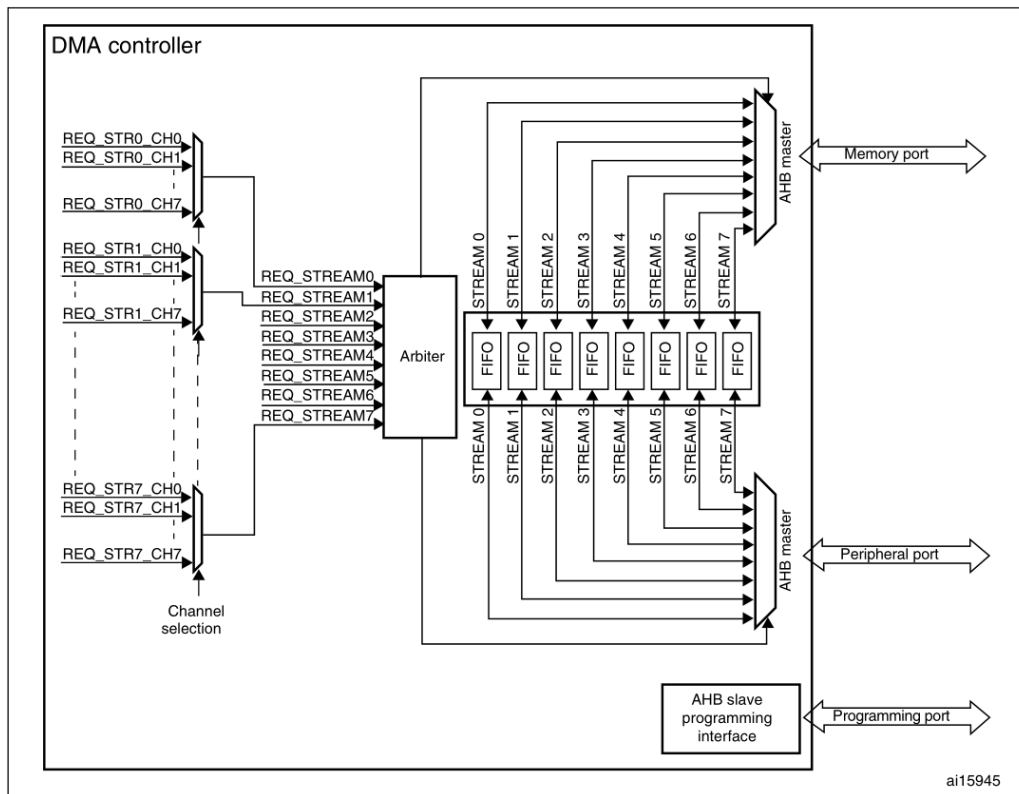 DMA controller
REQ_STR0_CH0
REQ_STR0_CH1
REQ_STR0_CH7
REQ_STR1_CH0
REQ_STR1_CH1
REQ_STR1_CH7
REQ_STR7_CH0
REQ_STR7_CH1
REQ_STR7_CH7
Channel
selection
REQ_STREAM0
REQ_STREAM1
REQ_STREAM2
REQ_STREAM3
REQ_STREAM4
REQ_STREAM5
REQ_STREAM6
REQ_STREAM7
Arbiter
STREAM 0
STREAM 1
STREAM 2
STREAM 3
STREAM 4
STREAM 5
STREAM 6
STREAM 7
FIFO
FIFO
FIFO
FIFO
FIFO
FIFO
FIFO
FIFO
STREAM 0
STREAM 1
STREAM 2
STREAM 3
STREAM 4
STREAM 5
STREAM 6
STREAM 7
AHB master
Memory port
AHB master
Peripheral port
AHB slave
programming
interface
Programming port
ai15945